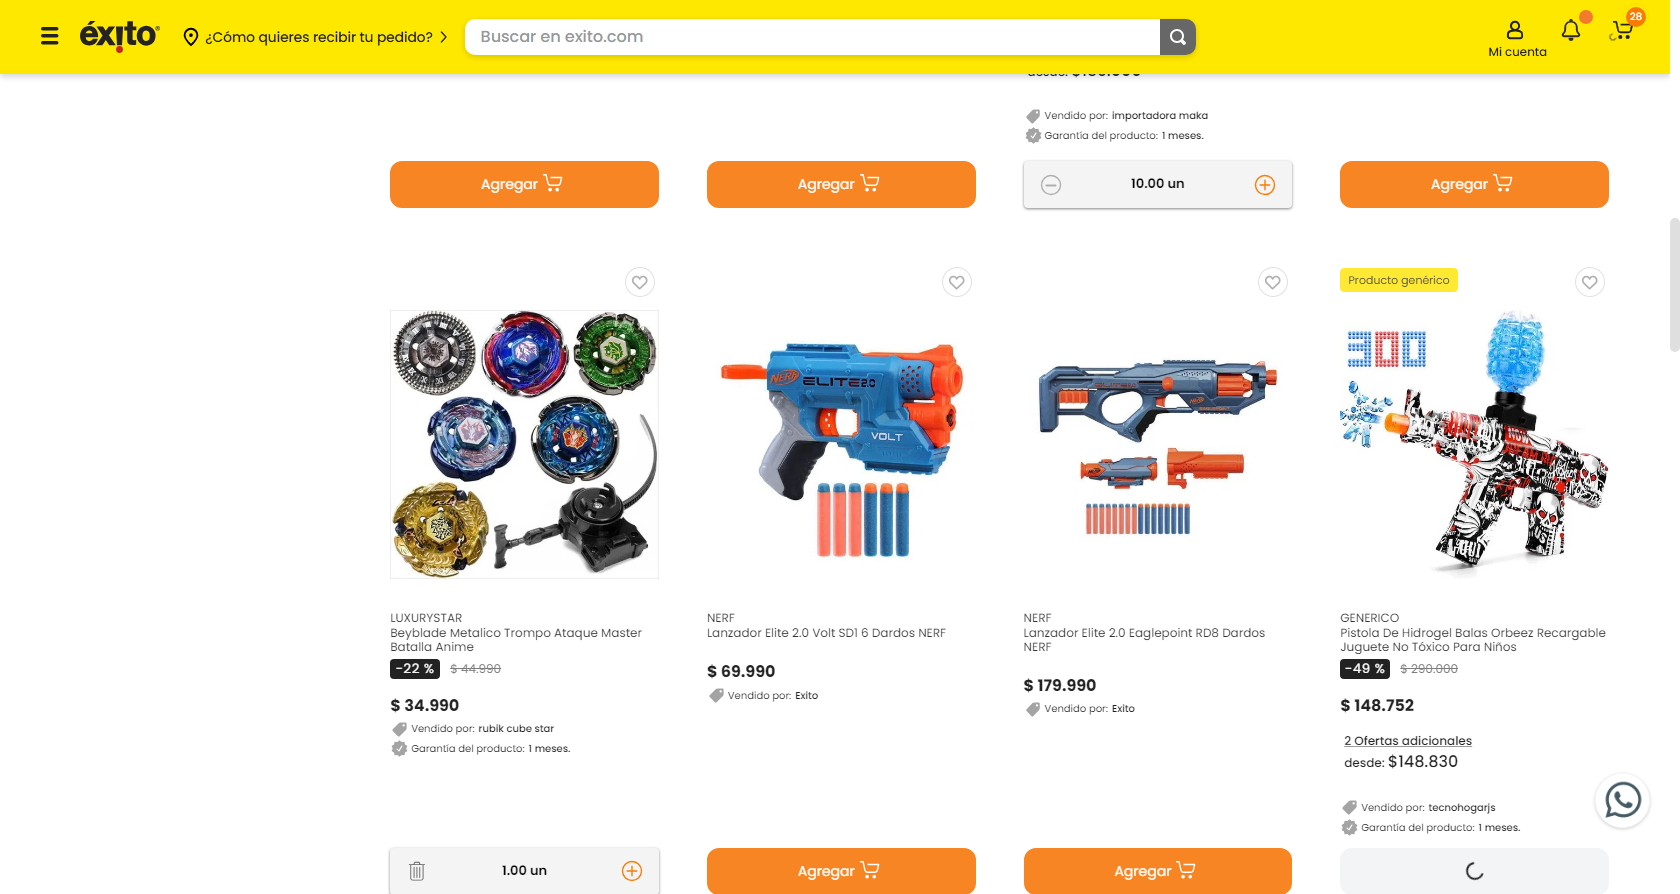 éxito
¿Cómo quieres recibir tu pedido?
Buscar en exito.com
Mi cuenta
28
Vendido por: importadora maka
Garantía del producto: 1 meses.
Agregar
Agregar
10.00 un
Agregar
Producto genérico
NERF ELITE 2.0
VOLT
300
LUXURYSTAR
Beyblade Metalico Trompo Ataque Master
Batalla Anime
-22 % $ 44.990
$ 34.990
Vendido por: rubik cube star
Garantía del producto: 1 meses.
NERF
Lanzador Elite 2.0 Volt SD1 6 Dardos NERF
$ 69.990
Vendido por: Exito
NERF
Lanzador Elite 2.0 Eaglepoint RD8 Dardos
NERF
$ 179.990
Vendido por: Exito
GENERICO
Pistola De Hidrogel Balas Orbeez Recargable
Juguete No Tóxico Para Niños
-49 % $ 290.000
$ 148.752
2 Ofertas adicionales
desde: $148.830
Vendido por: tecnohogarjs
Garantía del producto: 1 meses.
1.00 un
Agregar
Agregar